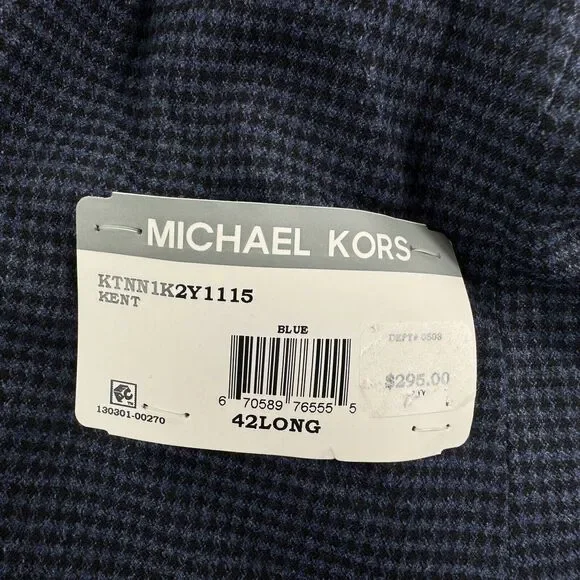 MICHAEL KORS
KTNN1K2Y1115
KENT
BLUE
DEPT# 0508
$295.00
6 70589 76555 5
130301-00270
42LONG